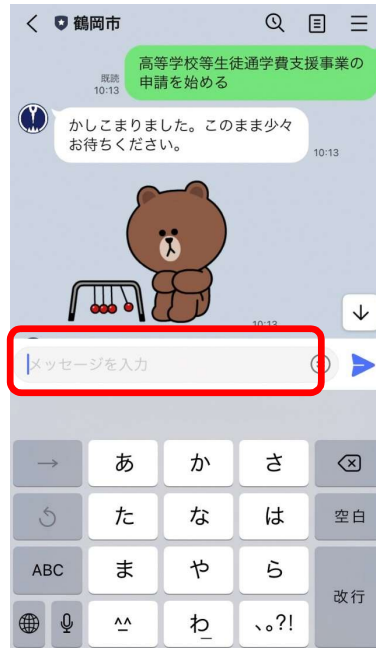 鶴岡市
高等学校等生徒通学費支援事業の
申請を始める
既読
10:13
かしこまりました。このまま少々
お待ちください。
10:13
10:13
メッセージを入力
→ あ か さ
た な は 空白
ABC ま や ら
改行
^^ わ_ 、。?!